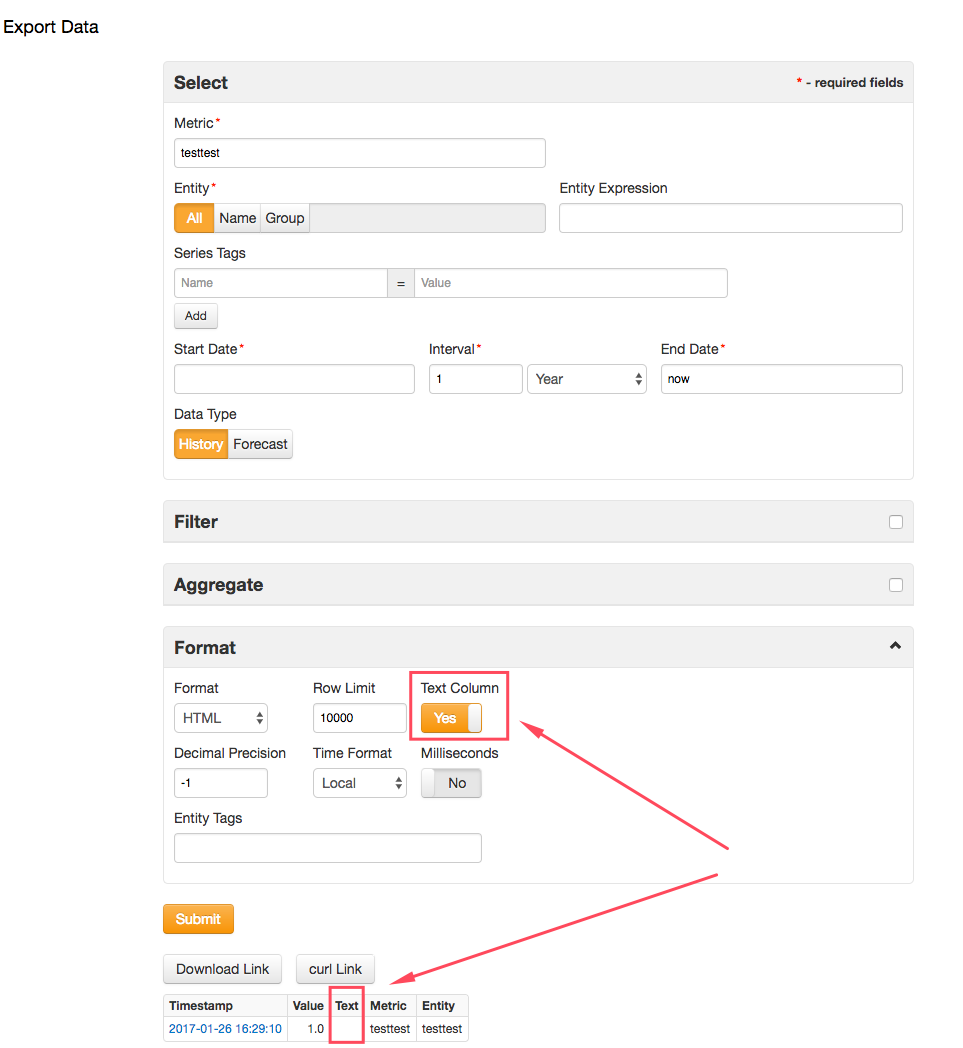 Export Data
Select * - required fields
Metric*
testtest
Entity* Entity Expression
All Name Group
Series Tags
Name = Value
Add
Start Date* Interval* End Date*
1 Year now
Data Type
History Forecast
Filter
Aggregate
Format
Format Row Limit Text Column
HTML 10000 Yes
Decimal Precision Time Format Milliseconds
-1 Local No
Entity Tags
Submit
Download Link curl Link
Timestamp Value Text Metric Entity
2017-01-26 16:29:10 1.0 testtest testtest